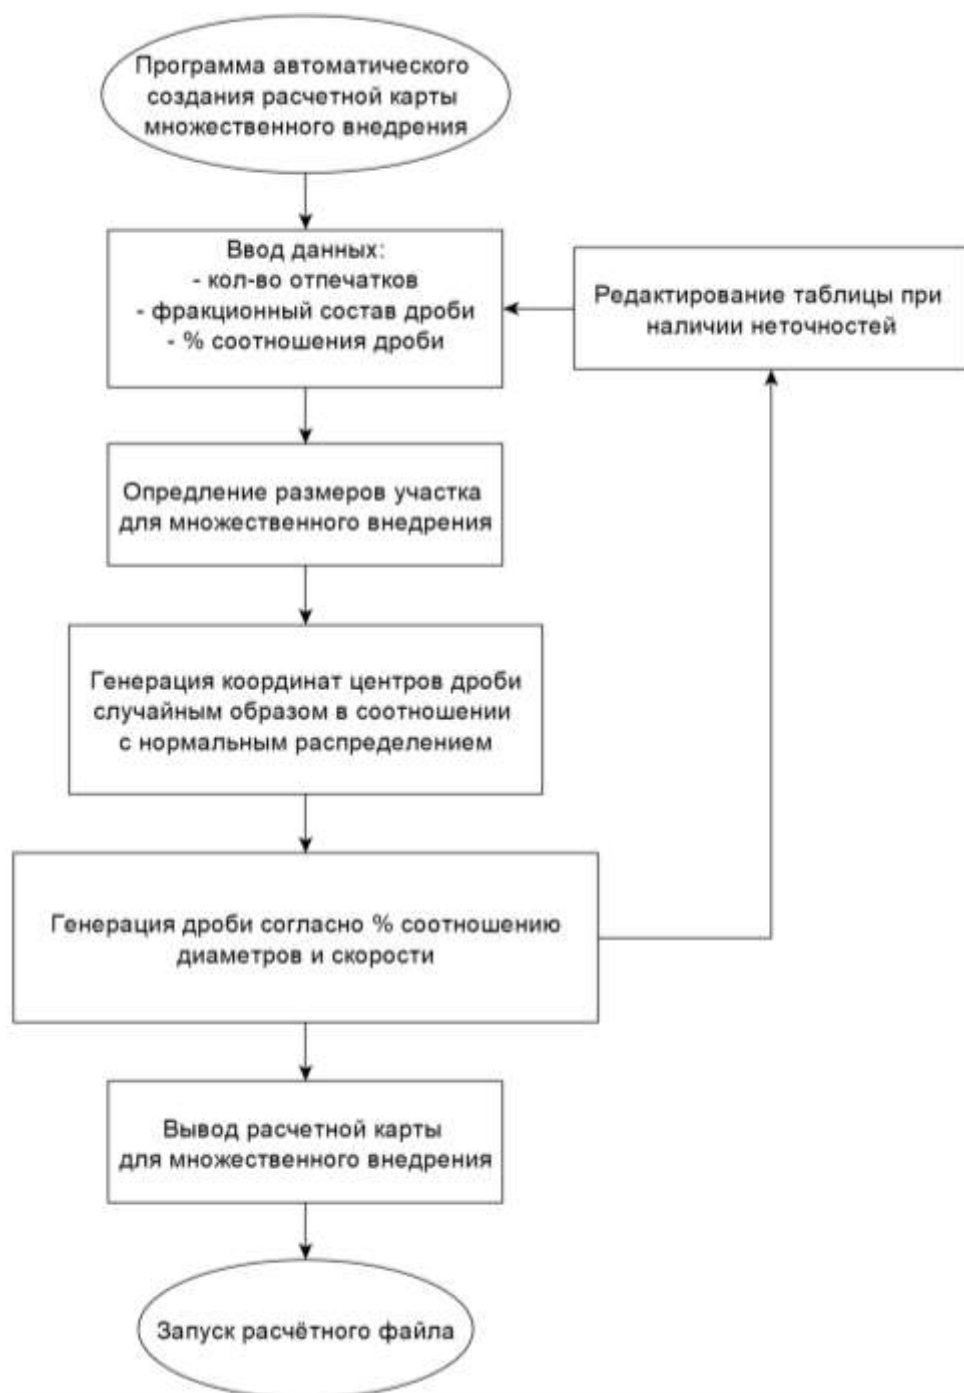 Программа автоматического
создания расчетной карты
множественного внедрения
Ввод данных:
- кол-во отпечатков
- фракционный состав дроби
- % соотношения дроби
Редактирование таблицы при
наличии неточностей
Опредление размеров участка
для множественного внедрения
Генерация координат центров дроби
случайным образом в соотношении
с нормальным распределением
Генерация дроби согласно % соотношению
диаметров и скорости
Вывод расчетной карты
для множественного внедрения
Запуск расчётного файла